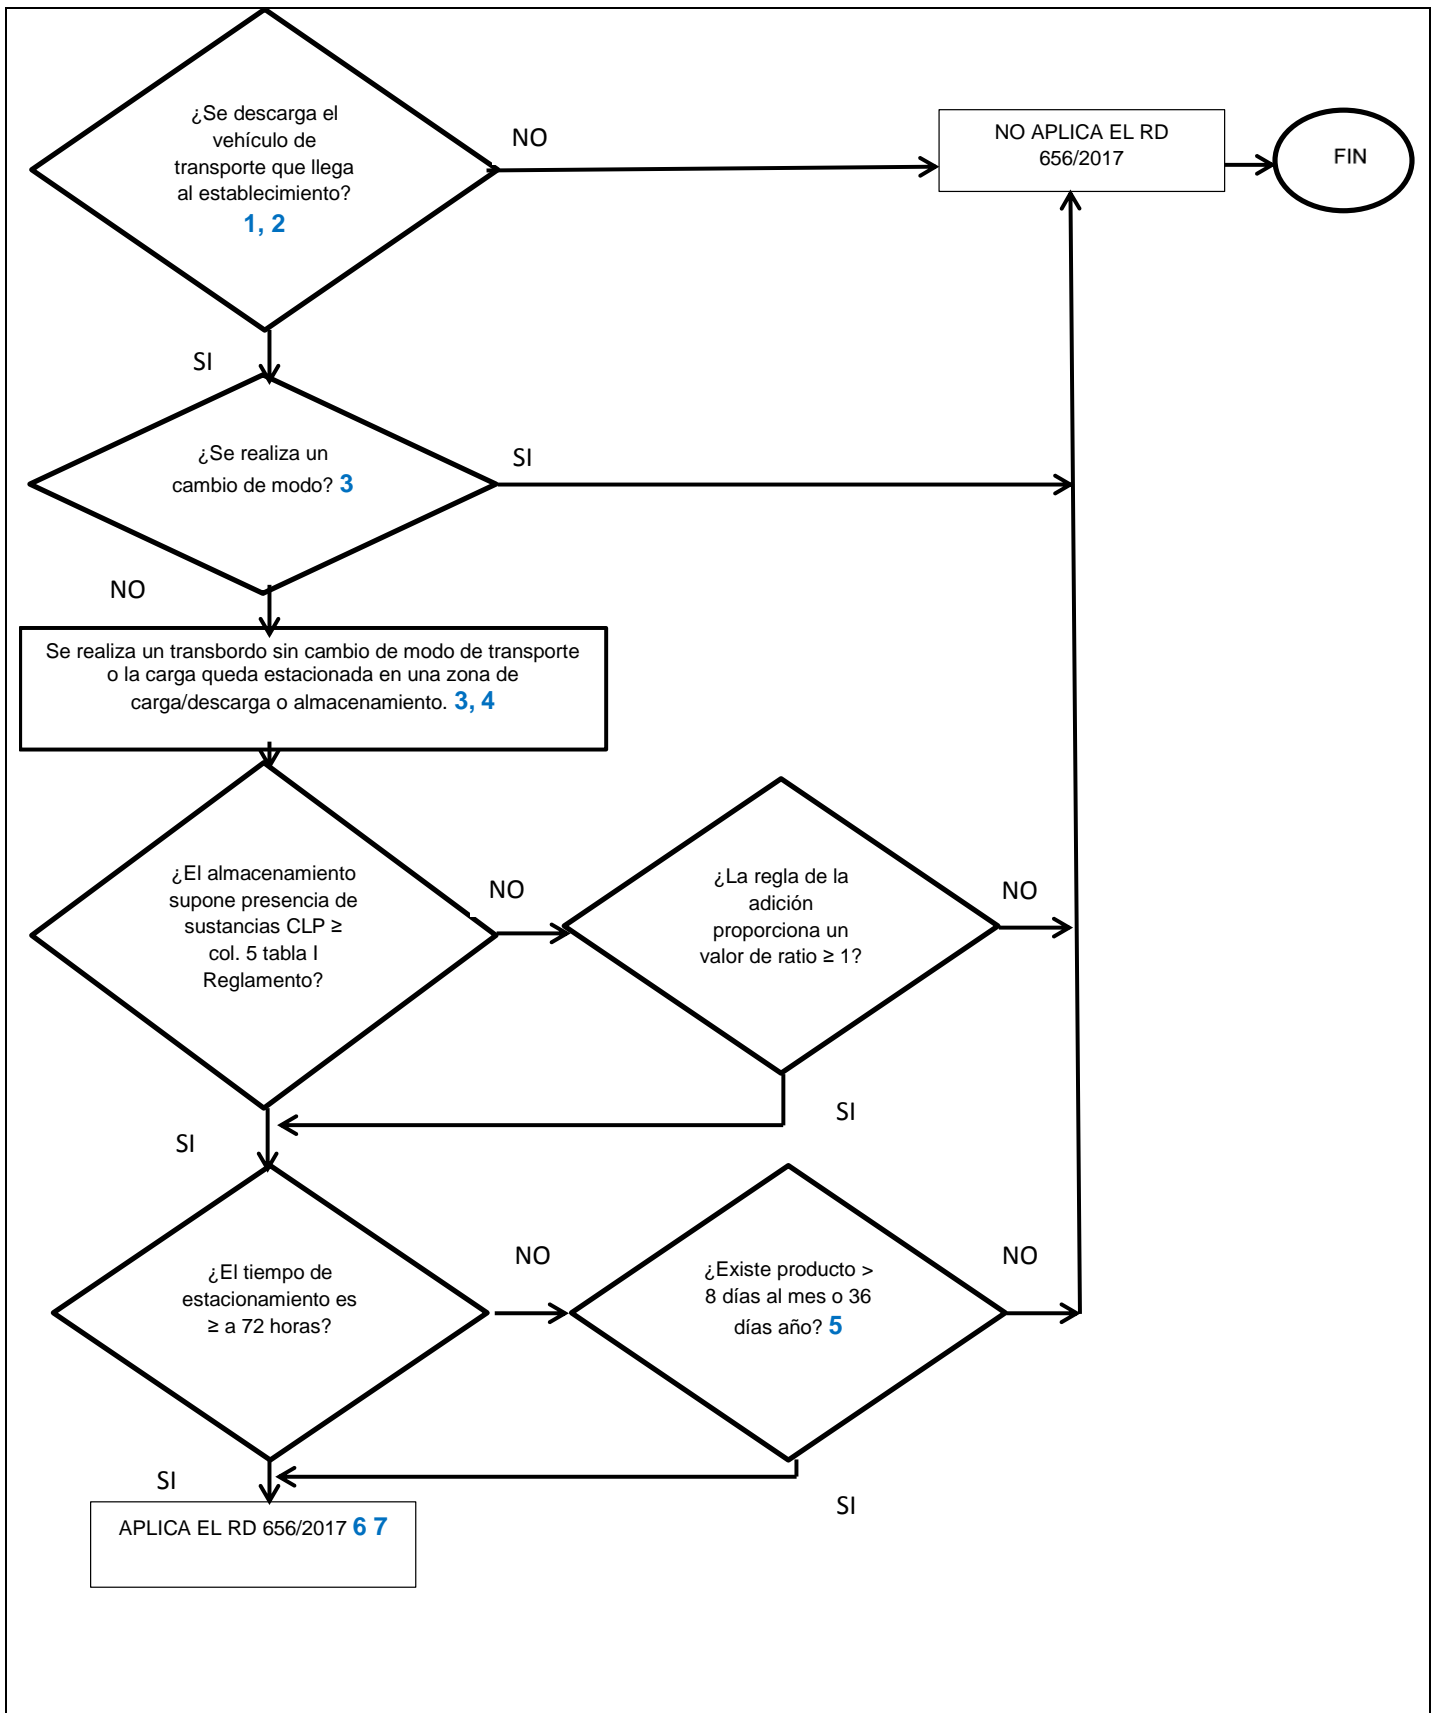 ¿Se descarga el
vehículo de
transporte que llega
al establecimiento?
1, 2
NO
NO APLICA EL RD
656/2017
FIN
SI
¿Se realiza un
cambio de modo? 3
SI
NO
Se realiza un transbordo sin cambio de modo de transporte
o la carga queda estacionada en una zona de
carga/descarga o almacenamiento. 3, 4
¿El almacenamiento
supone presencia de
sustancias CLP ≥
col. 5 tabla I
Reglamento?
NO
¿La regla de la
adición
proporciona un
valor de ratio ≥ 1?
NO
SI
SI
¿El tiempo de
estacionamiento es
≥ a 72 horas?
NO
¿Existe producto >
8 días al mes o 36
días año? 5
NO
SI
SI
APLICA EL RD 656/2017 6 7